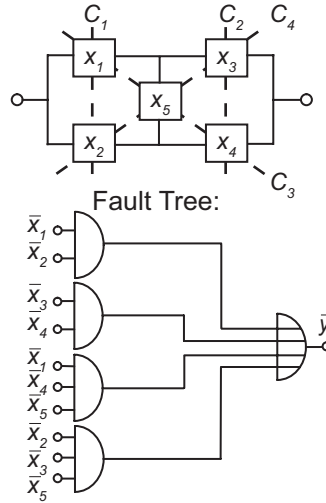 C₁ C₂ C₄
x₁ x₃
x₅
x₂ x₄
C₃
Fault Tree:
x̄₁
x̄₂
x̄₃
x̄₄
x̄₁
x̄₄
x̄₅
x̄₂
x̄₃
x̄₅
ȳ